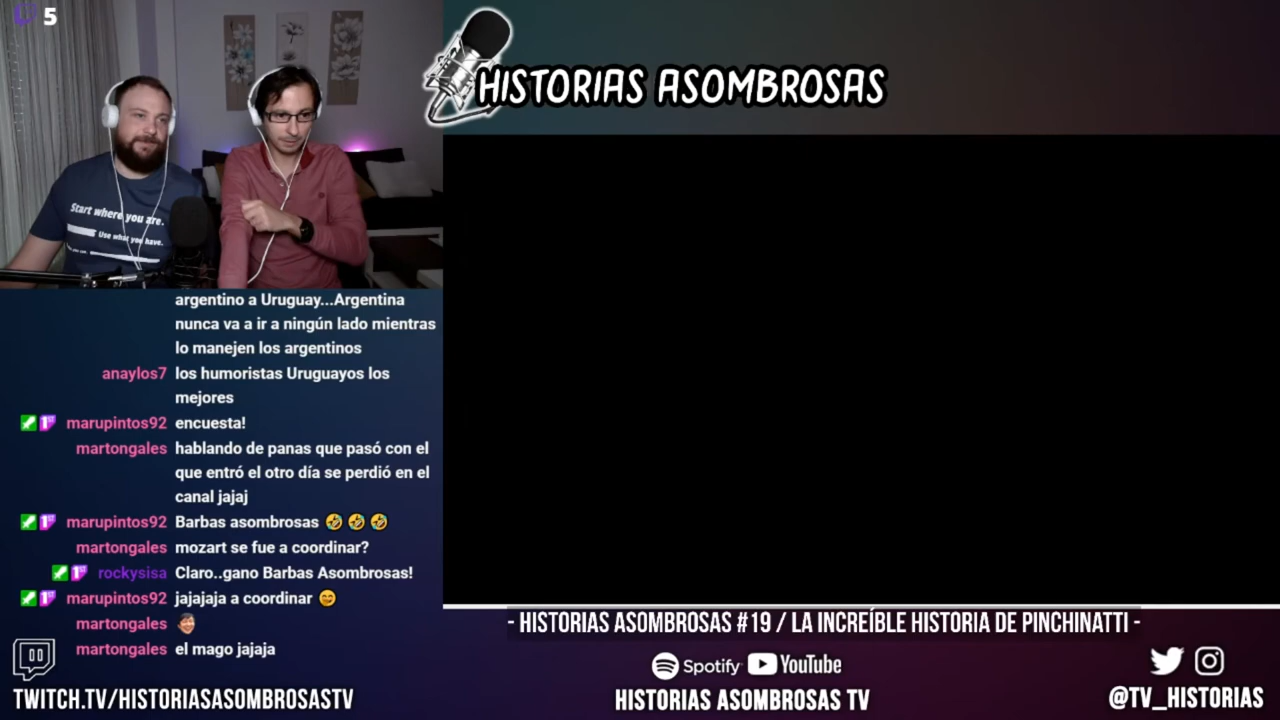 5
HISTORIAS ASOMBROSAS
Start where you are.
Use what you have.
argentino a Uruguay...Argentina
nunca va a ir a ningún lado mientras
lo manejen los argentinos
anaylos7 los humoristas Uruguayos los
mejores
marupintos92 encuesta!
martongales hablando de panas que pasó con el
que entró el otro día se perdió en el
canal jajaj
marupintos92 Barbas asombrosas 🤣 🤣 🤣
martongales mozart se fue a coordinar?
rockysisa Claro..gano Barbas Asombrosas!
marupintos92 jajajaja a coordinar 😄
martongales
martongales el mago jajaja
- HISTORIAS ASOMBROSAS #19 / LA INCREÍBLE HISTORIA DE PINCHINATTI -
Spotify YouTube
TWITCH.TV/HISTORIASASOMBROSASTV
HISTORIAS ASOMBROSAS TV
@TV_HISTORIAS